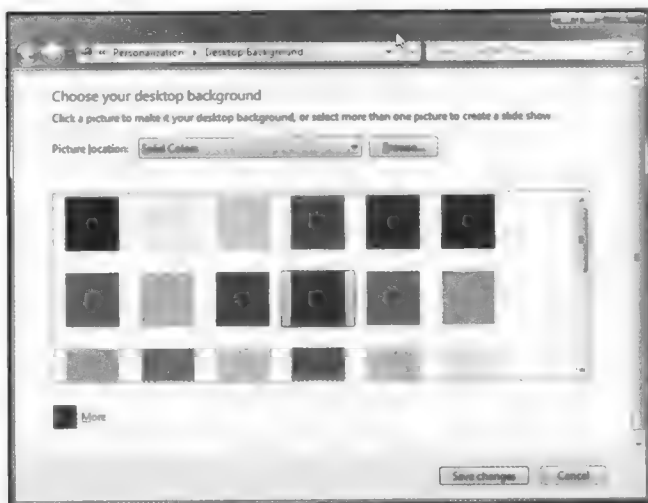 « Personalization ▸ Desktop Background
Choose your desktop background
Click a picture to make it your desktop background, or select more than one picture to create a slide show
Picture location: Solid Colors Browse...
More
Save changes Cancel